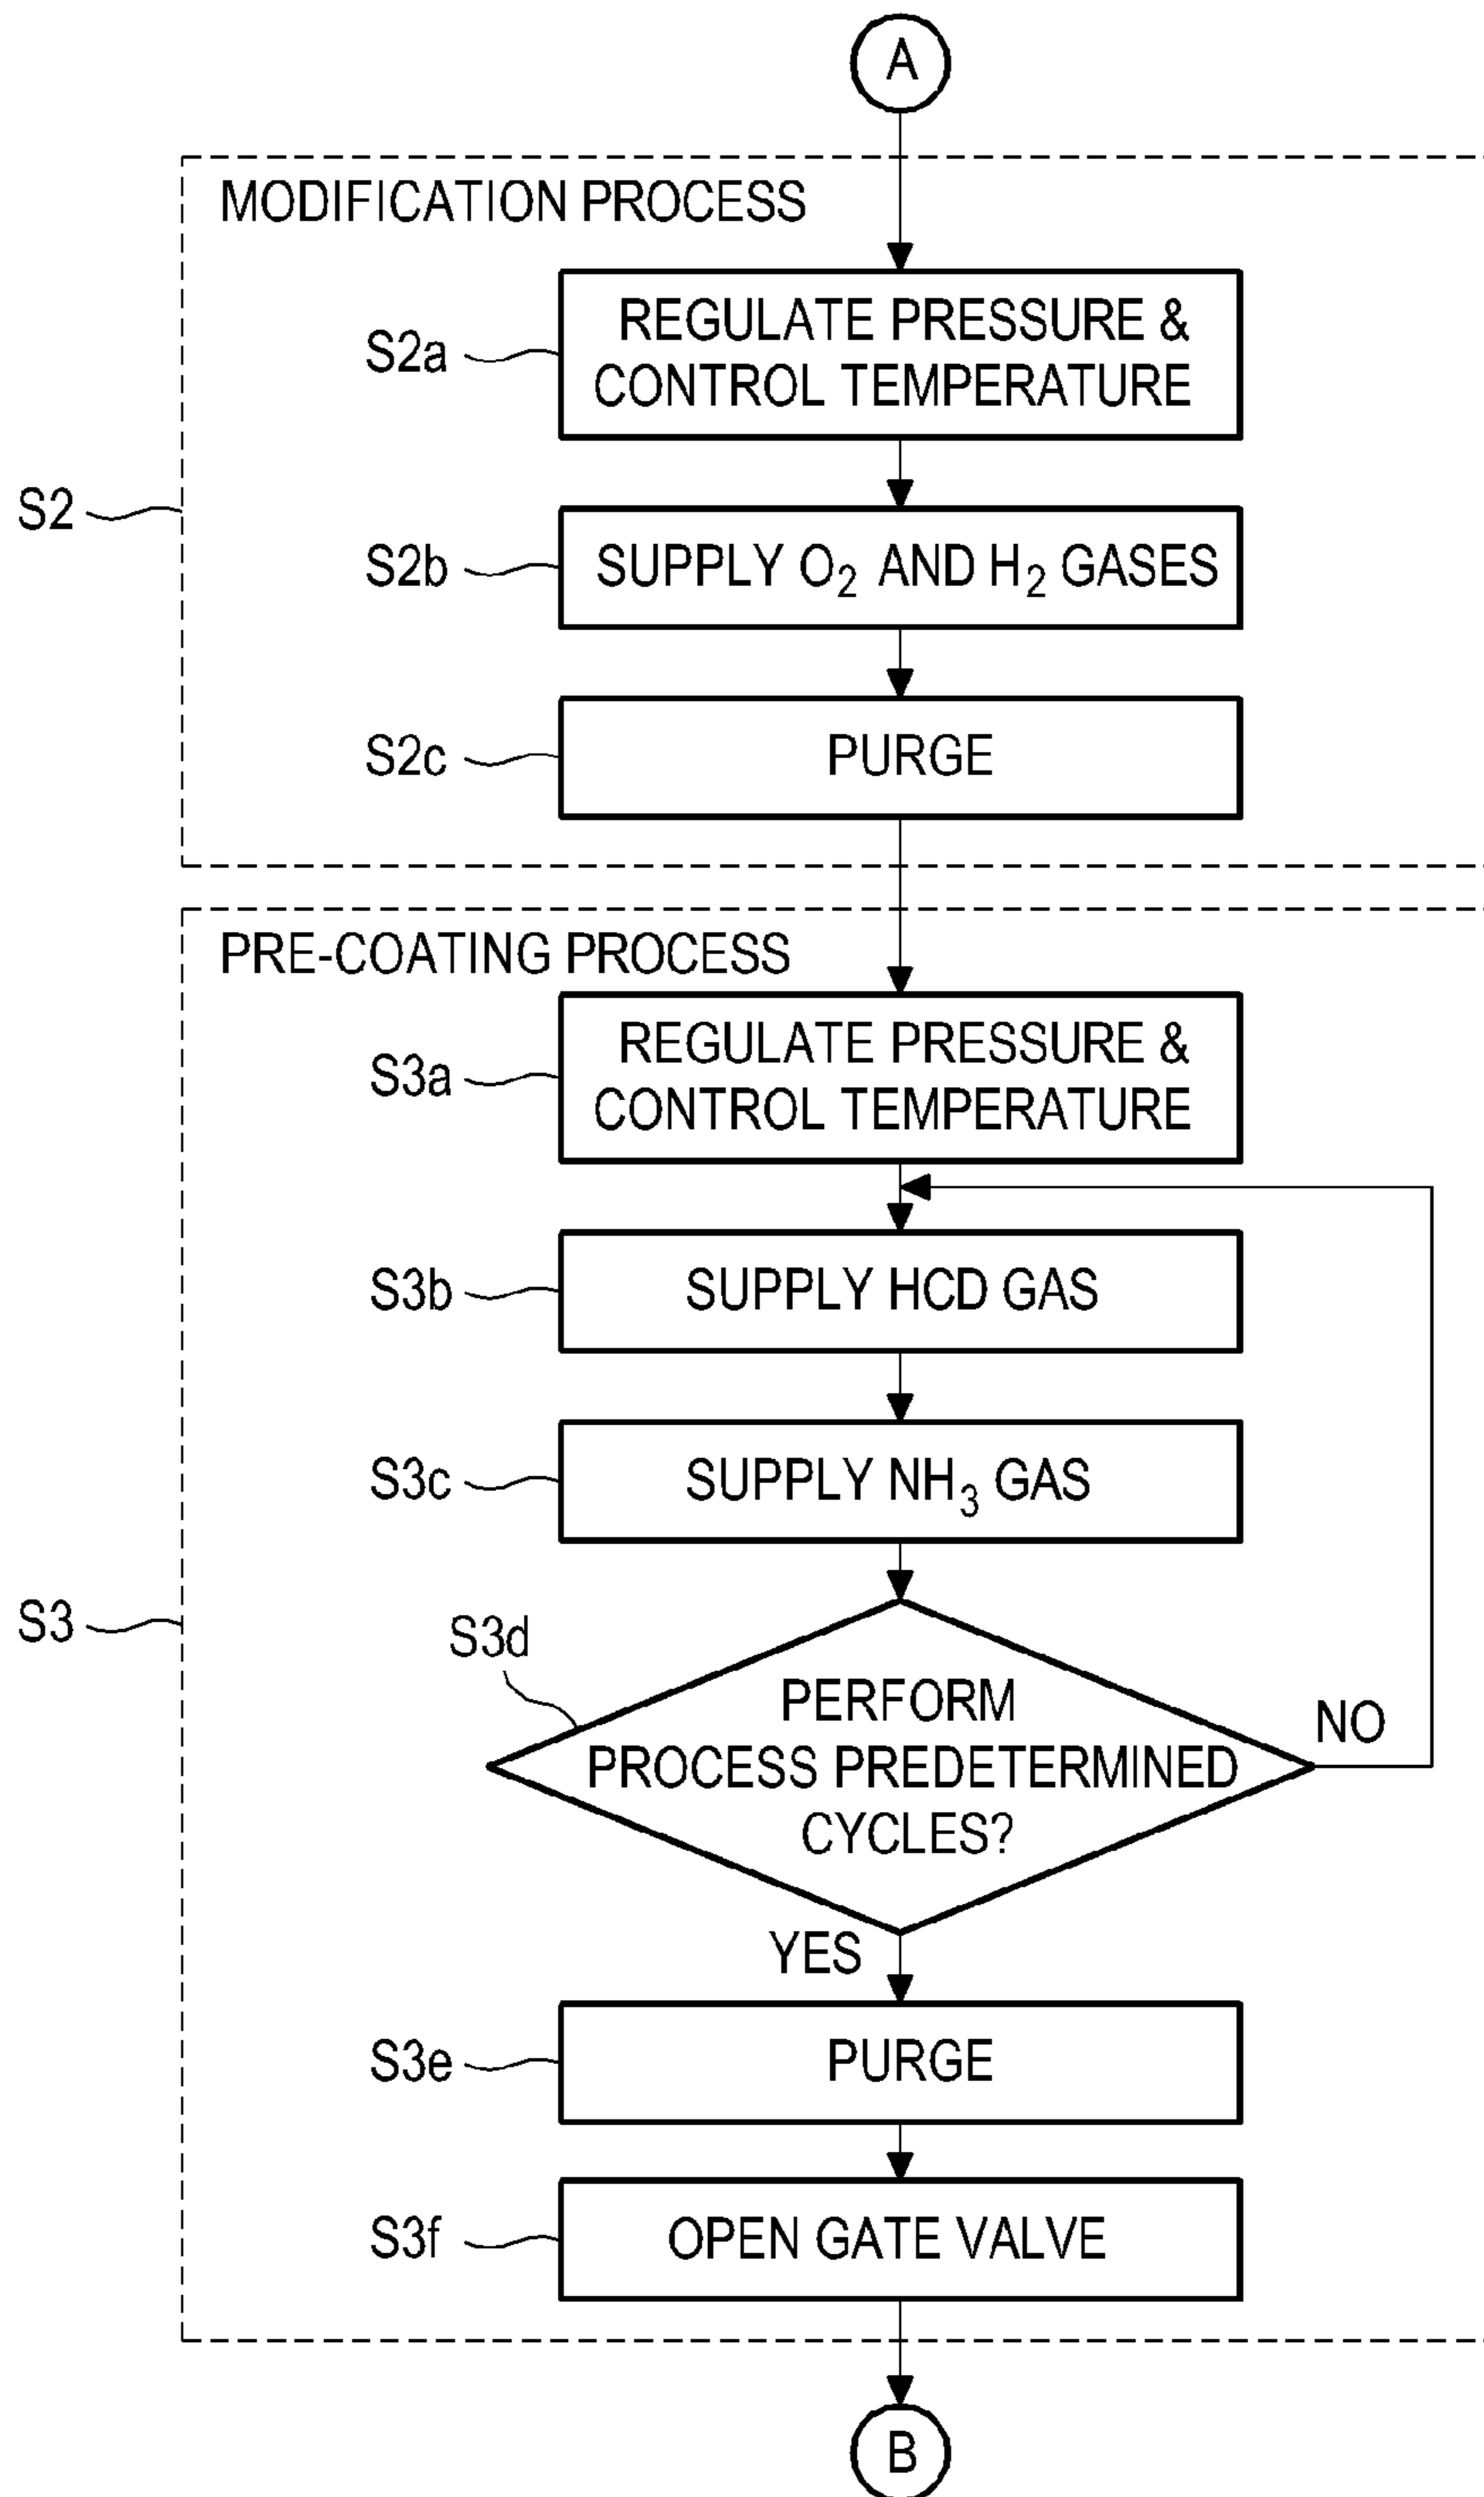 A
MODIFICATION PROCESS
S2a
REGULATE PRESSURE &
CONTROL TEMPERATURE
S2
S2b
SUPPLY O₂ AND H₂ GASES
S2c
PURGE
PRE-COATING PROCESS
S3a
REGULATE PRESSURE &
CONTROL TEMPERATURE
S3b
SUPPLY HCD GAS
S3c
SUPPLY NH₃ GAS
S3
S3d
PERFORM
PROCESS PREDETERMINED
CYCLES?
NO
YES
S3e
PURGE
S3f
OPEN GATE VALVE
B